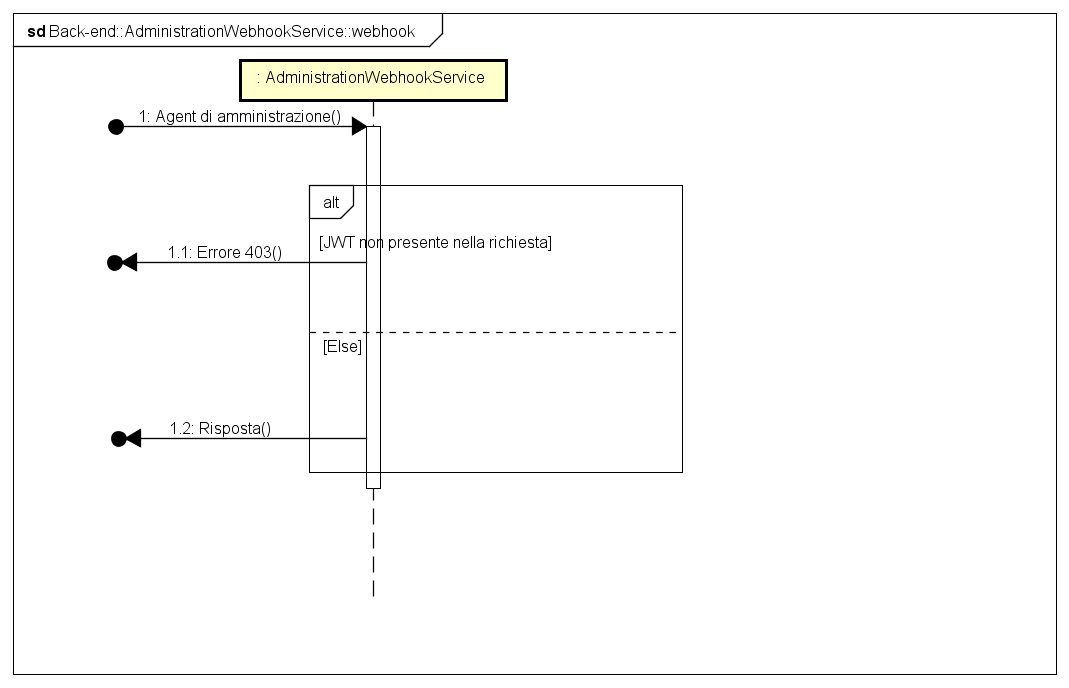 sd Back-end::AdministrationWebhookService::webhook
: AdministrationWebhookService
1: Agent di amministrazione()
alt
[JWT non presente nella richiesta]
1.1: Errore 403()
[Else]
1.2: Risposta()